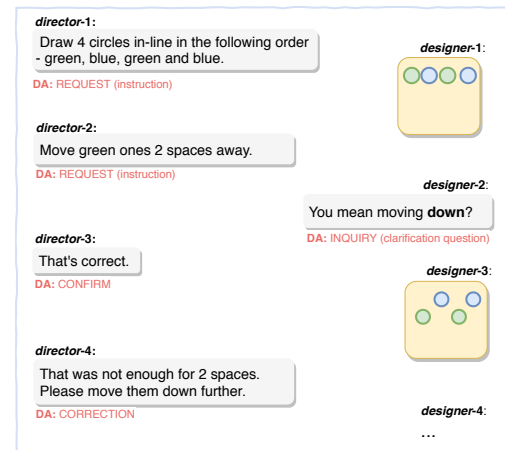 director-1:
Draw 4 circles in-line in the following order
- green, blue, green and blue.
DA: REQUEST (instruction)
designer-1:
director-2:
Move green ones 2 spaces away.
DA: REQUEST (instruction)
designer-2:
You mean moving down?
DA: INQUIRY (clarification question)
director-3:
That's correct.
DA: CONFIRM
designer-3:
director-4:
That was not enough for 2 spaces.
Please move them down further.
DA: CORRECTION
designer-4:
...